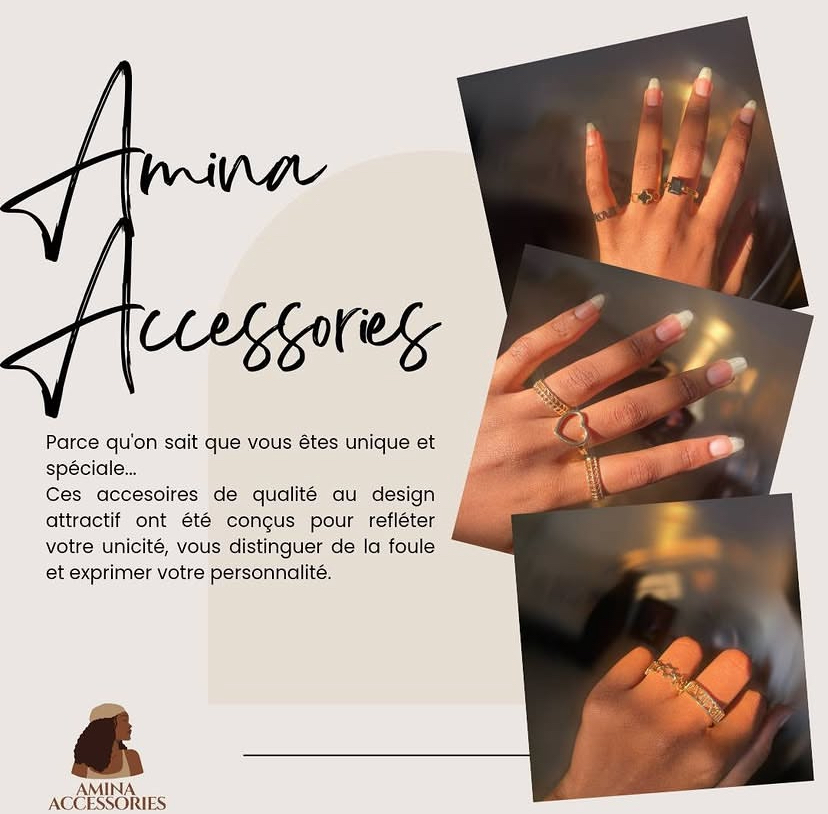 Amina
Accessories
Parce qu'on sait que vous êtes unique et
spéciale...
Ces accesoires de qualité au design
attractif ont été conçus pour refléter
votre unicité, vous distinguer de la foule
et exprimer votre personnalité.
AMINA
ACCESSORIES